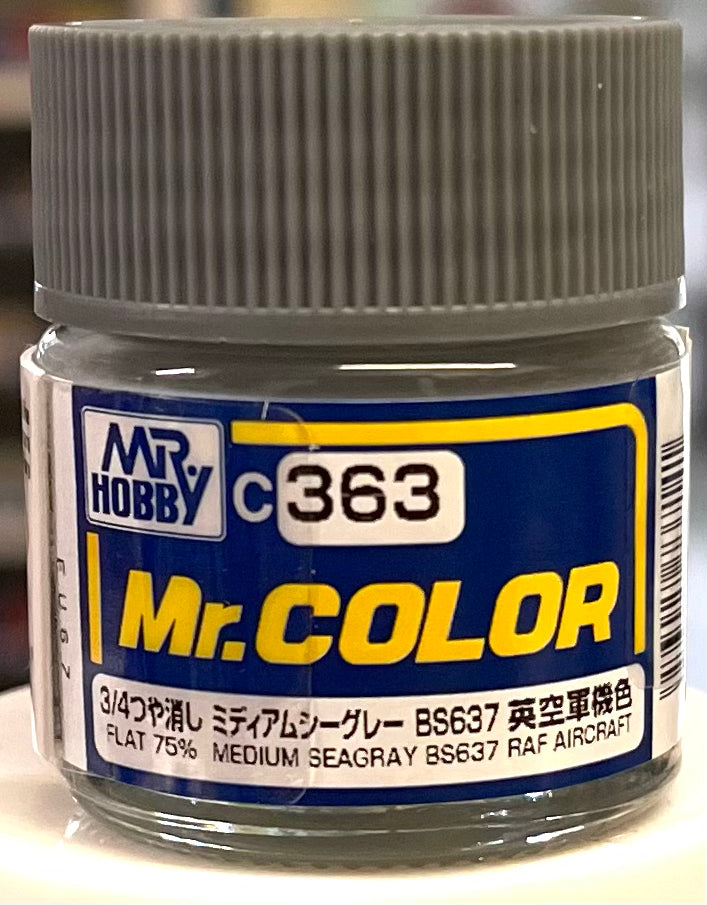 MR.
HOBBY
C 363
Mr.COLOR
3/4つや消し ミディアムシーグレー BS637 英空軍機色
FLAT 75% MEDIUM SEAGRAY BS637 RAF AIRCRAFT